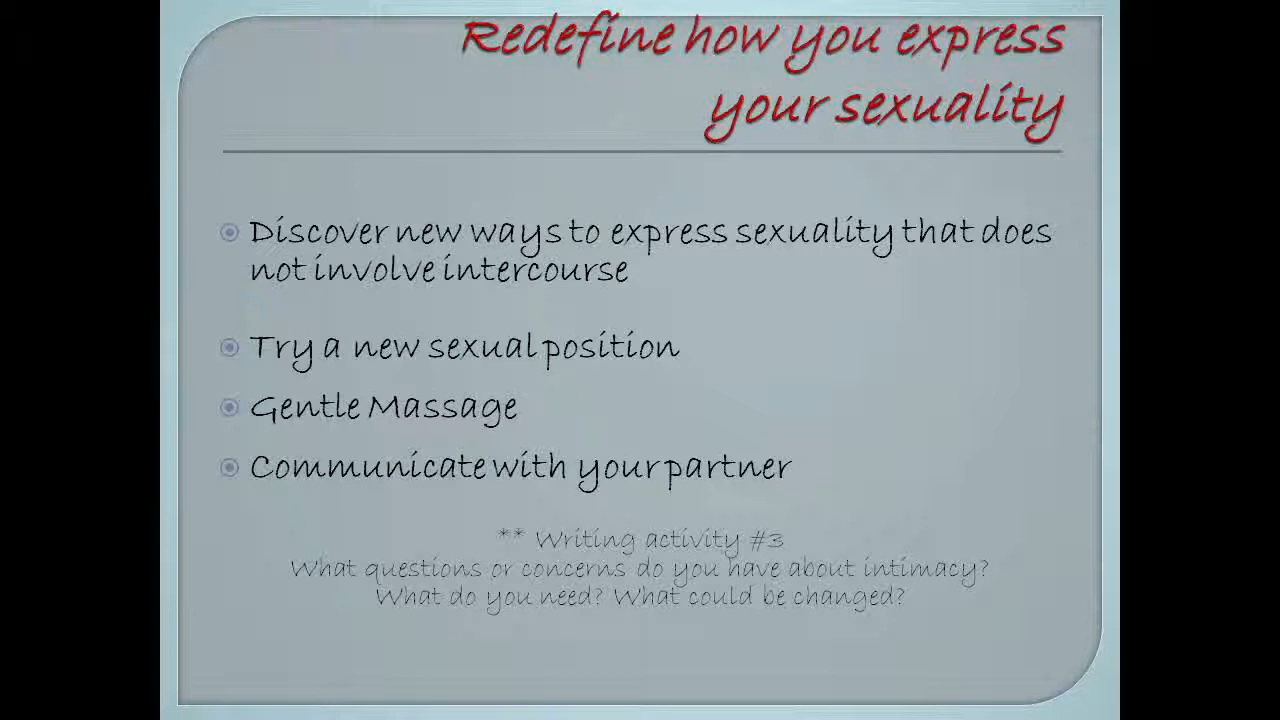 Redefine how you express
your sexuality
Discover new ways to express sexuality that does
not involve intercourse
Try a new sexual position
Gentle Massage
Communicate with your partner
** Writing activity #3
What questions or concerns do you have about intimacy?
What do you need? What could be changed?